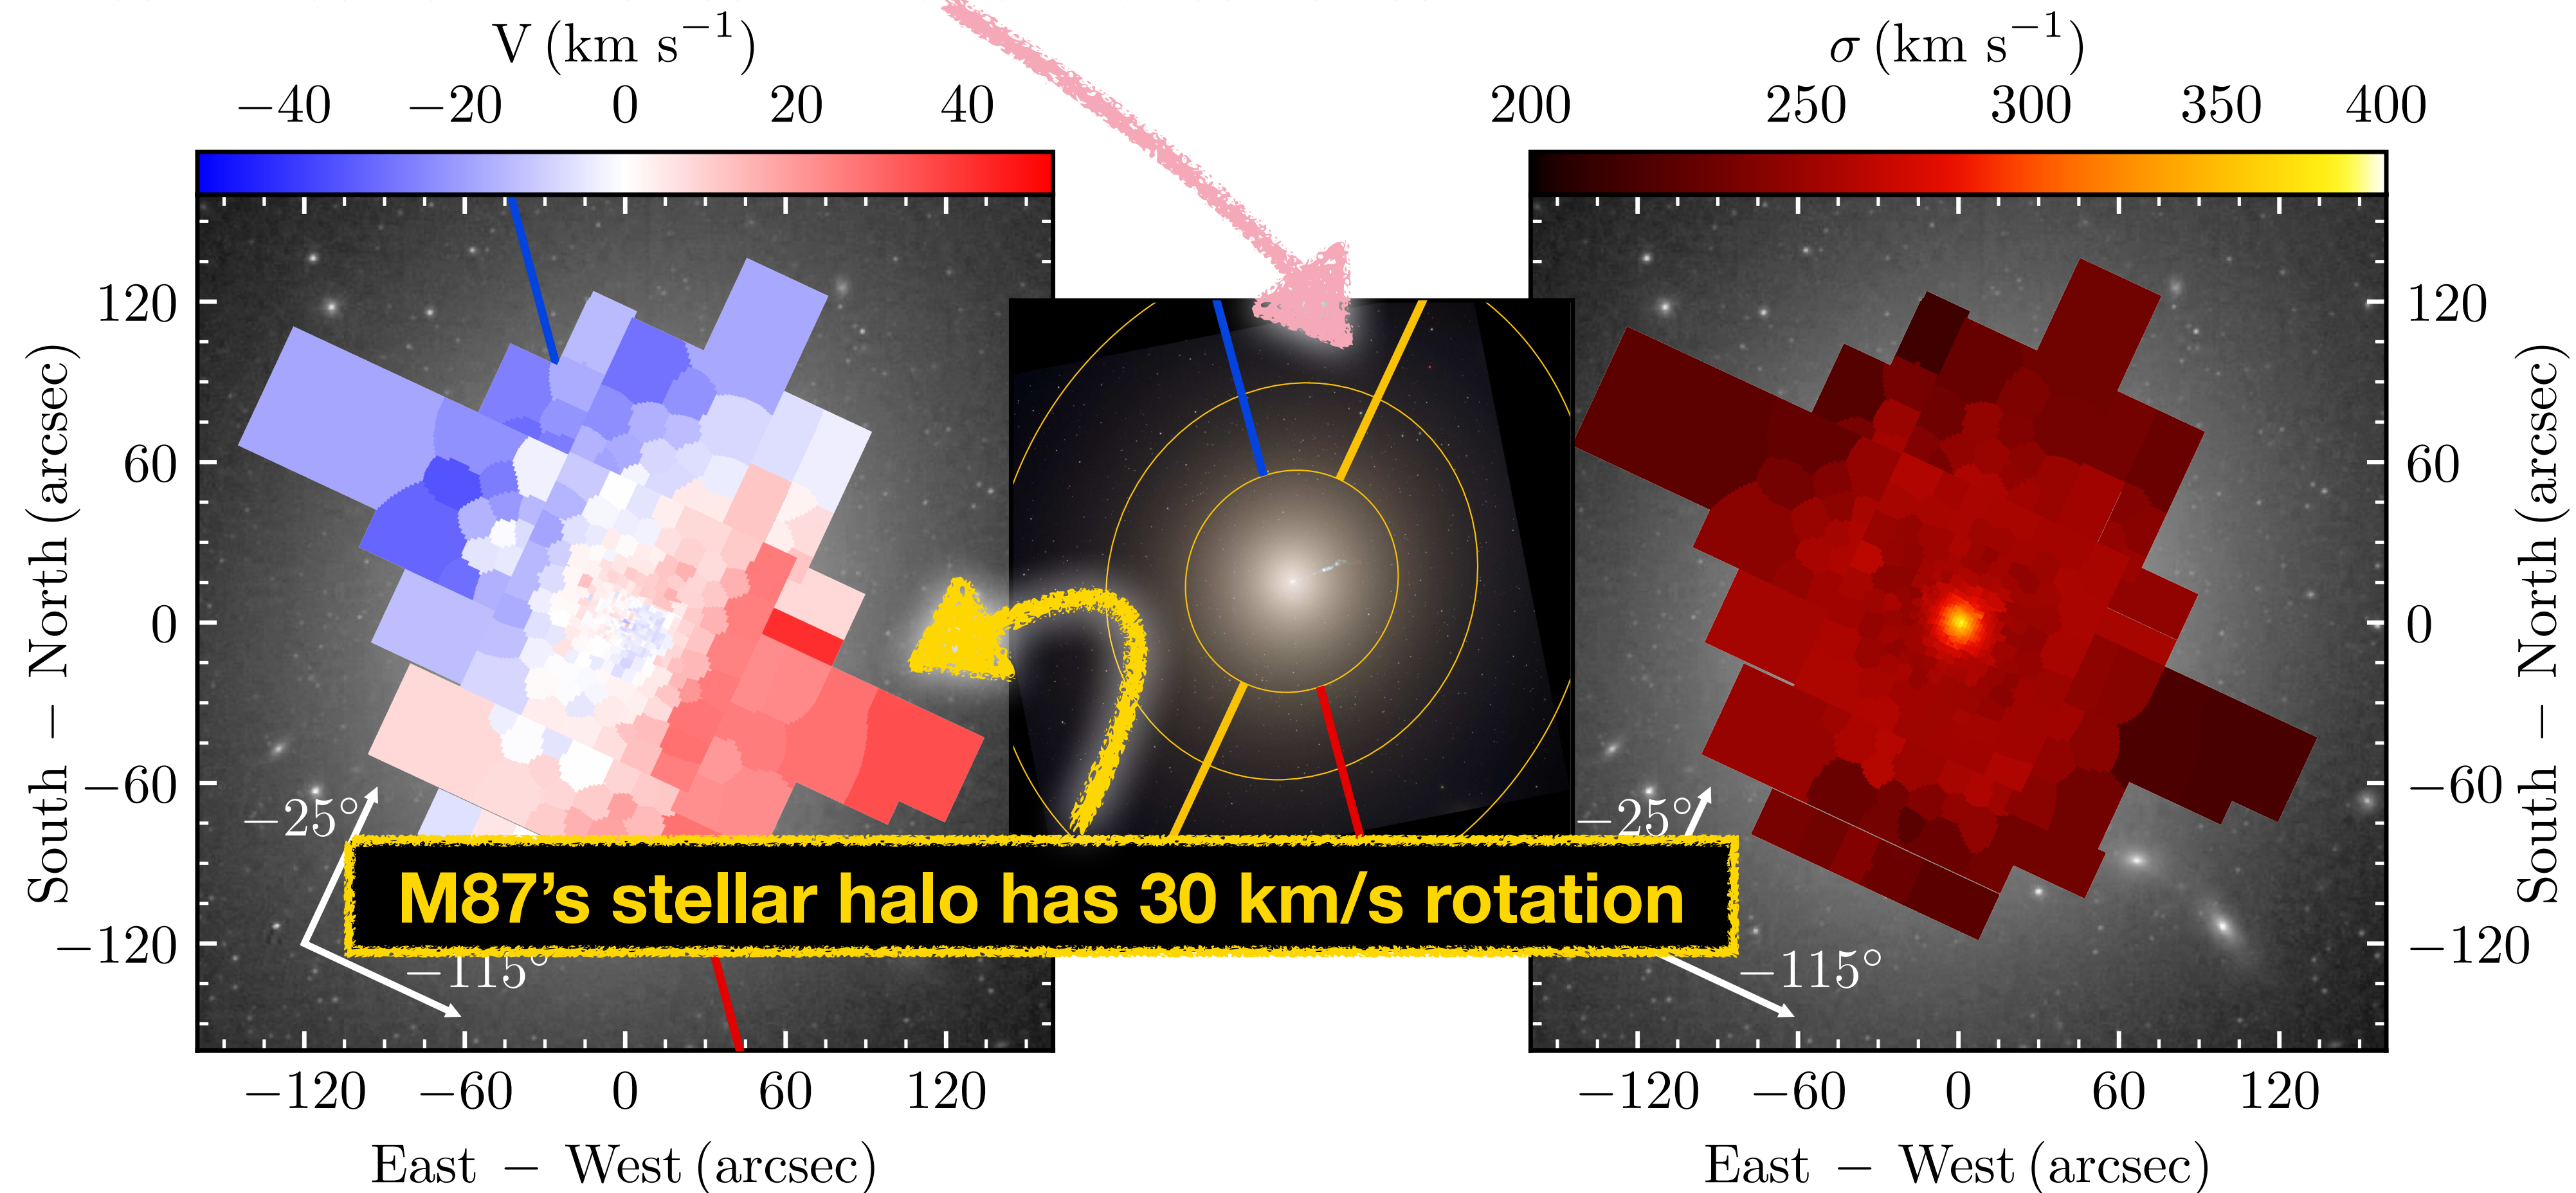 V (km s⁻¹)
−40 −20 0 20 40
σ (km s⁻¹)
200 250 300 350 400
South − North (arcsec)
120
60
0
−60
−120
−25°
−115°
−120 −60 0 60 120
East − West (arcsec)
M87’s stellar halo has 30 km/s rotation
−25°
−115°
120
60
0
−60
−120
South − North (arcsec)
−120 −60 0 60 120
East − West (arcsec)